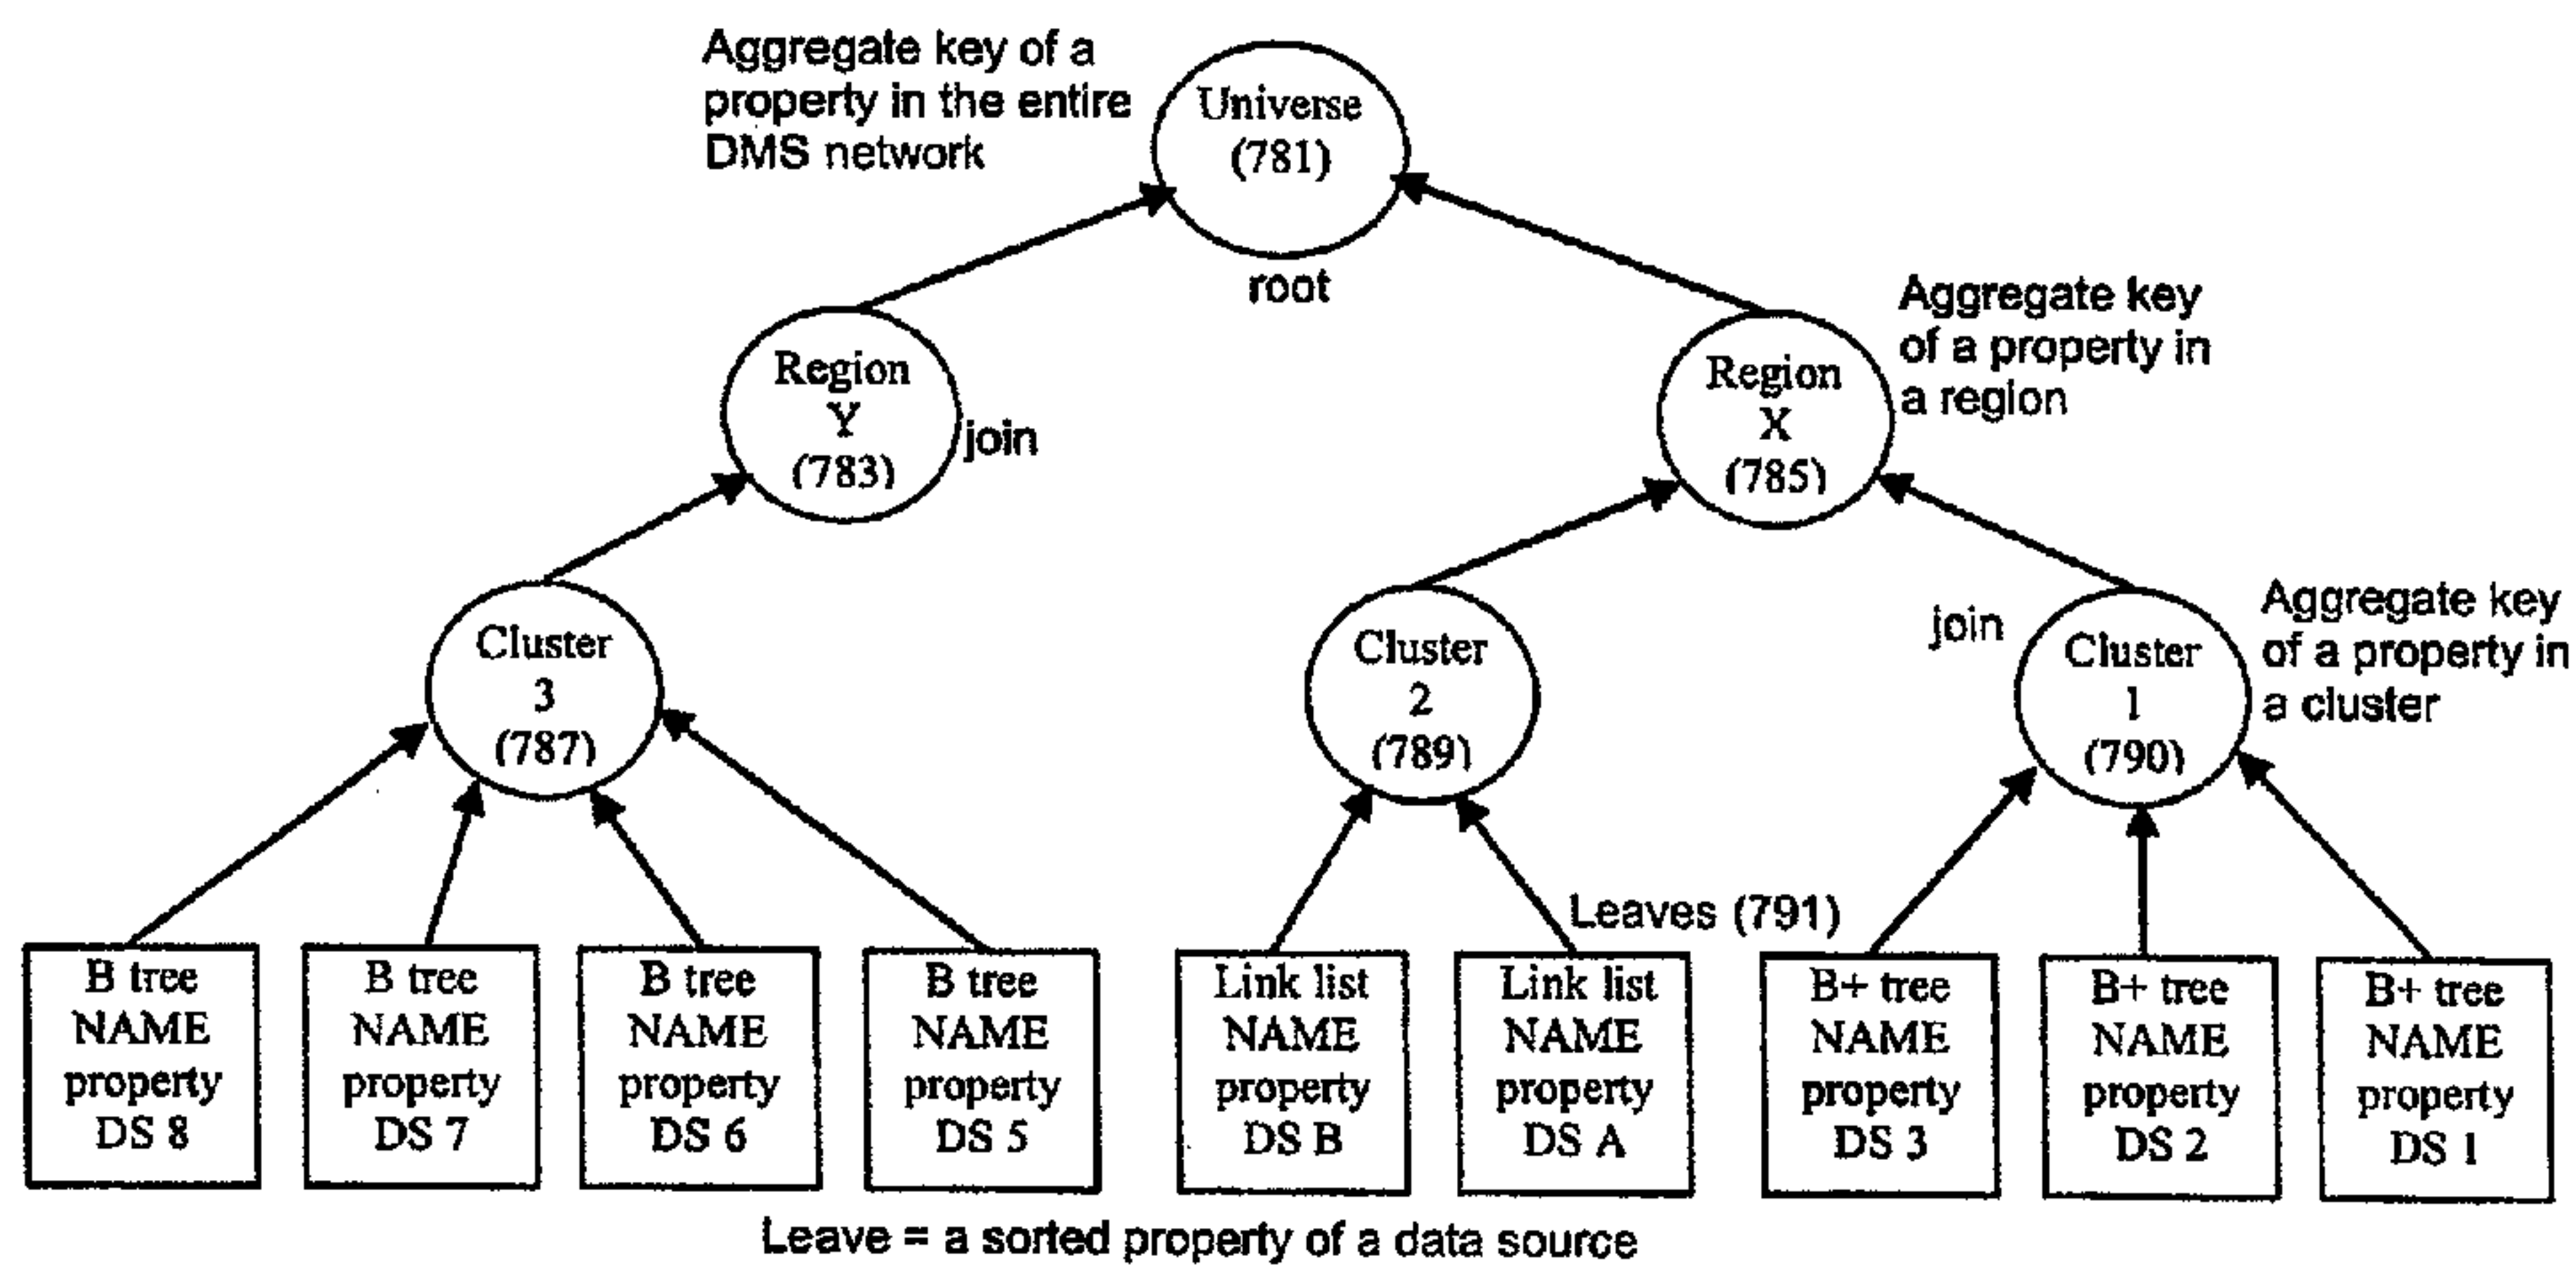 Aggregate key of a
property in the entire
DMS network
Universe
(781)
root
Region
Y
(783)
join
Region
X
(785)
Aggregate key
of a property in
a region
Cluster
3
(787)
Cluster
2
(789)
join
Cluster
1
(790)
Aggregate key
of a property in
a cluster
Leaves (791)
B tree
NAME
property
DS 8
B tree
NAME
property
DS 7
B tree
NAME
property
DS 6
B tree
NAME
property
DS 5
Link list
NAME
property
DS B
Link list
NAME
property
DS A
B+ tree
NAME
property
DS 3
B+ tree
NAME
property
DS 2
B+ tree
NAME
property
DS 1
Leave = a sorted property of a data source